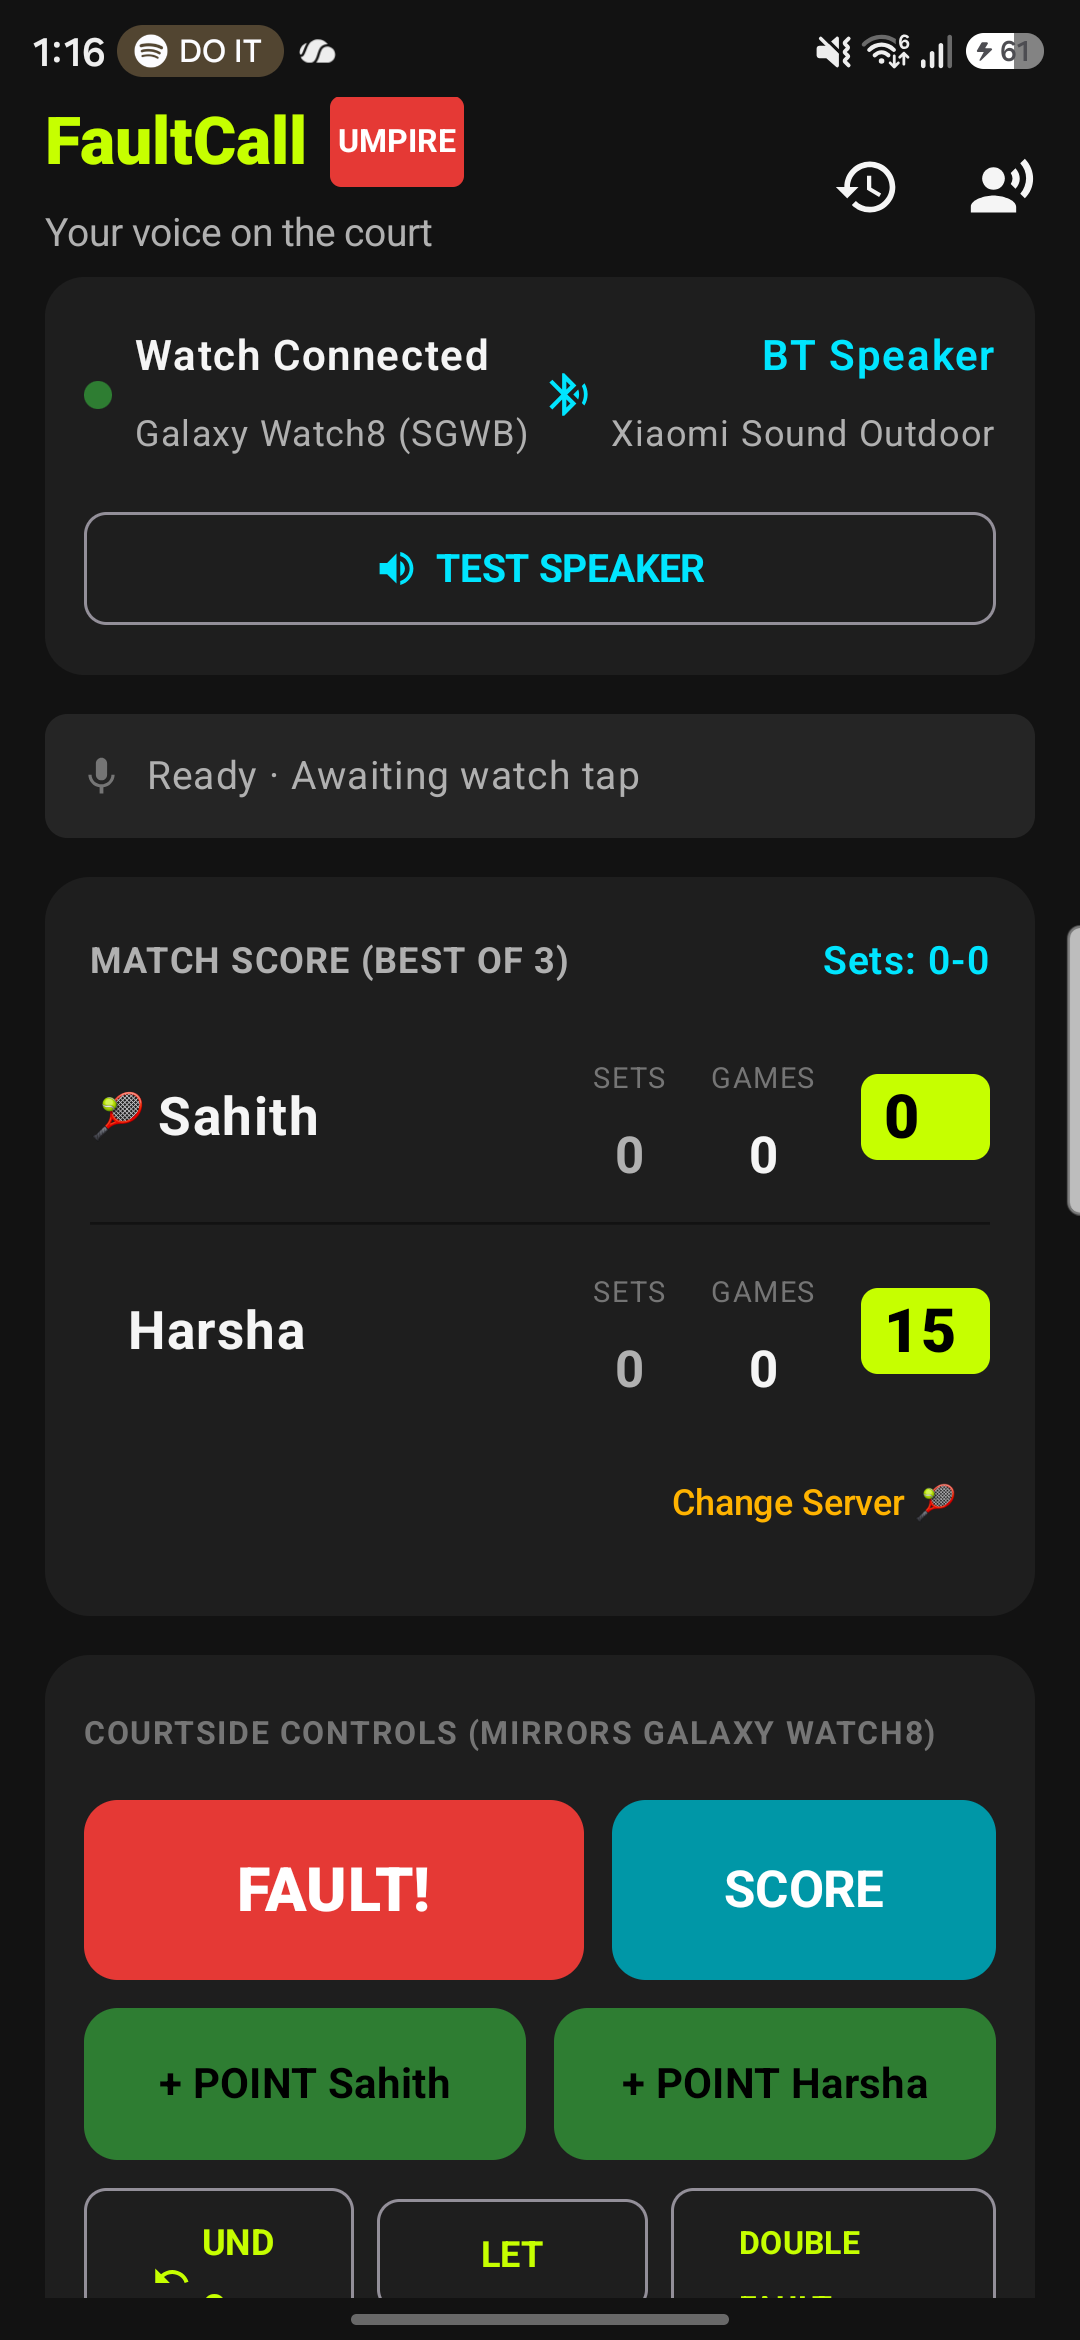 1:16 DO IT 6 61
FaultCall UMPIRE
Your voice on the court
Watch Connected BT Speaker
Galaxy Watch8 (SGWB) Xiaomi Sound Outdoor
TEST SPEAKER
Ready · Awaiting watch tap
MATCH SCORE (BEST OF 3) Sets: 0-0
SETS GAMES
Sahith 0 0 0
SETS GAMES
Harsha 0 0 15
Change Server
COURTSIDE CONTROLS (MIRRORS GALAXY WATCH8)
FAULT! SCORE
+ POINT Sahith + POINT Harsha
UND LET DOUBLE